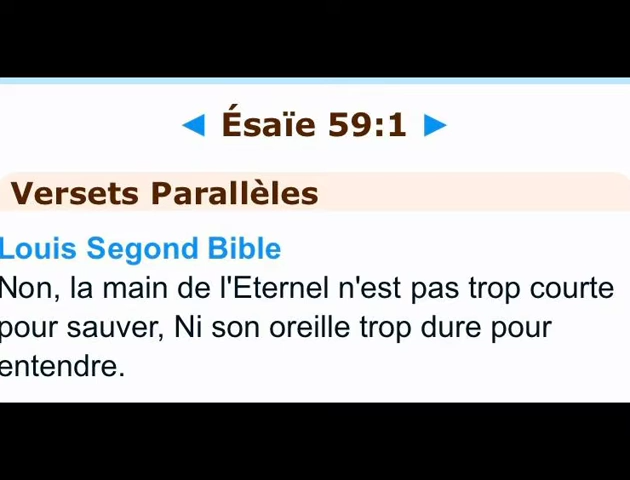 ◄ Ésaïe 59:1 ►
Versets Parallèles
Louis Segond Bible
Non, la main de l'Eternel n'est pas trop courte
pour sauver, Ni son oreille trop dure pour
entendre.